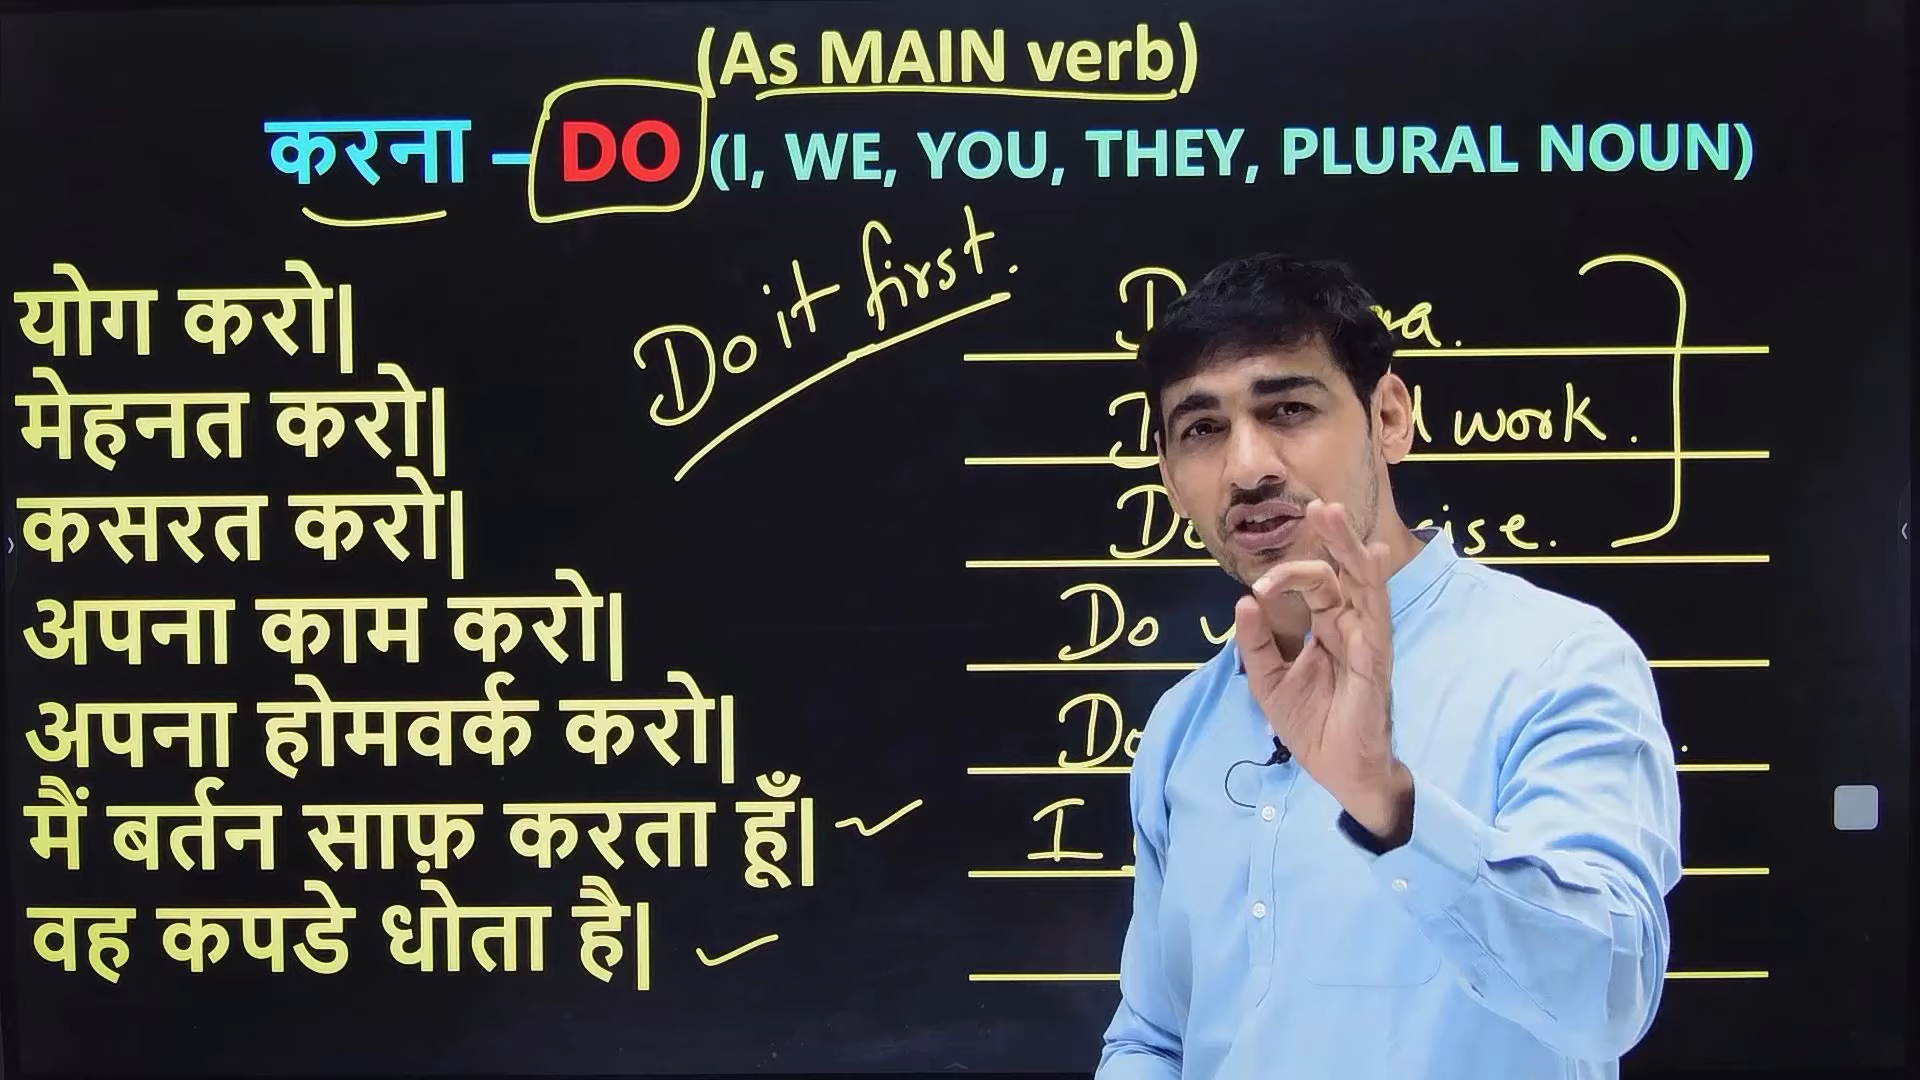 (As MAIN verb)
करना – DO (I, WE, YOU, THEY, PLURAL NOUN)
Do it first.
योग करो|
मेहनत करो| work.
कसरत करो|
अपना काम करो| Do
अपना होमवर्क करो| Do
मैं बर्तन साफ़ करता हूँ| I
वह कपडे धोता है|